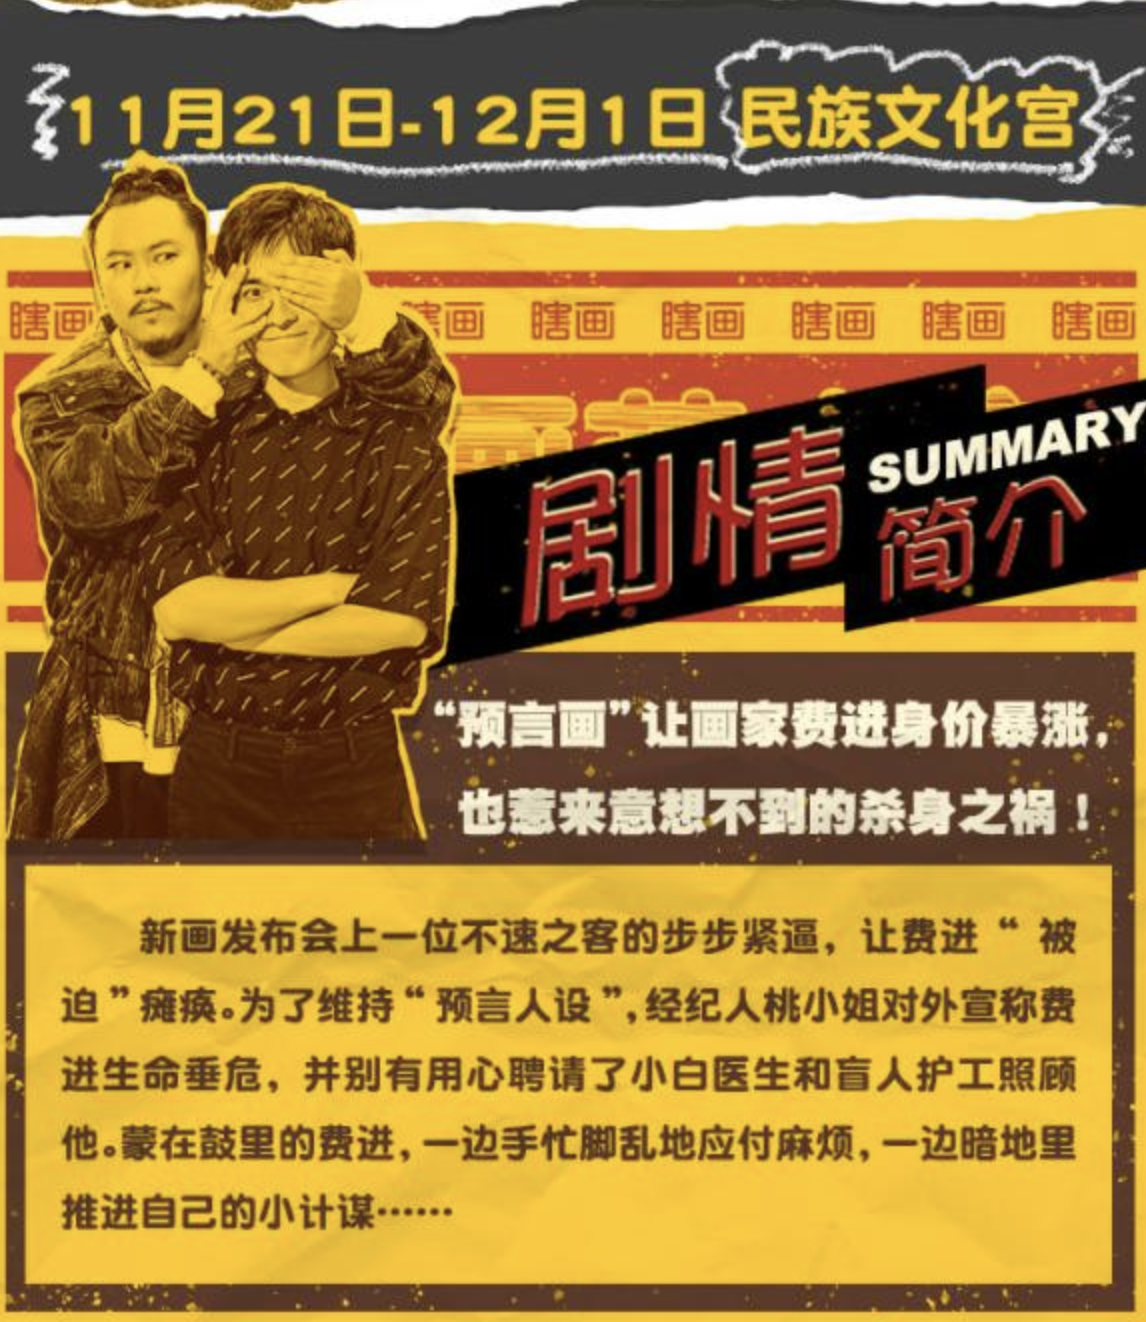 11月21日-12月1日 民族文化宫
瞎画 瞎画 瞎画 瞎画 瞎画 瞎画 瞎画
SUMMARY
剧情简介
“预言画”让画家费进身价暴涨，
也惹来意想不到的杀身之祸！
新画发布会上一位不速之客的步步紧逼，让费进“被
迫”瘫痪。为了维持“预言人设”，经纪人桃小姐对外宣称费
进生命垂危，并别有用心聘请了小白医生和盲人护工照顾
他。蒙在鼓里的费进，一边手忙脚乱地应付麻烦，一边暗地里
推进自己的小计谋……